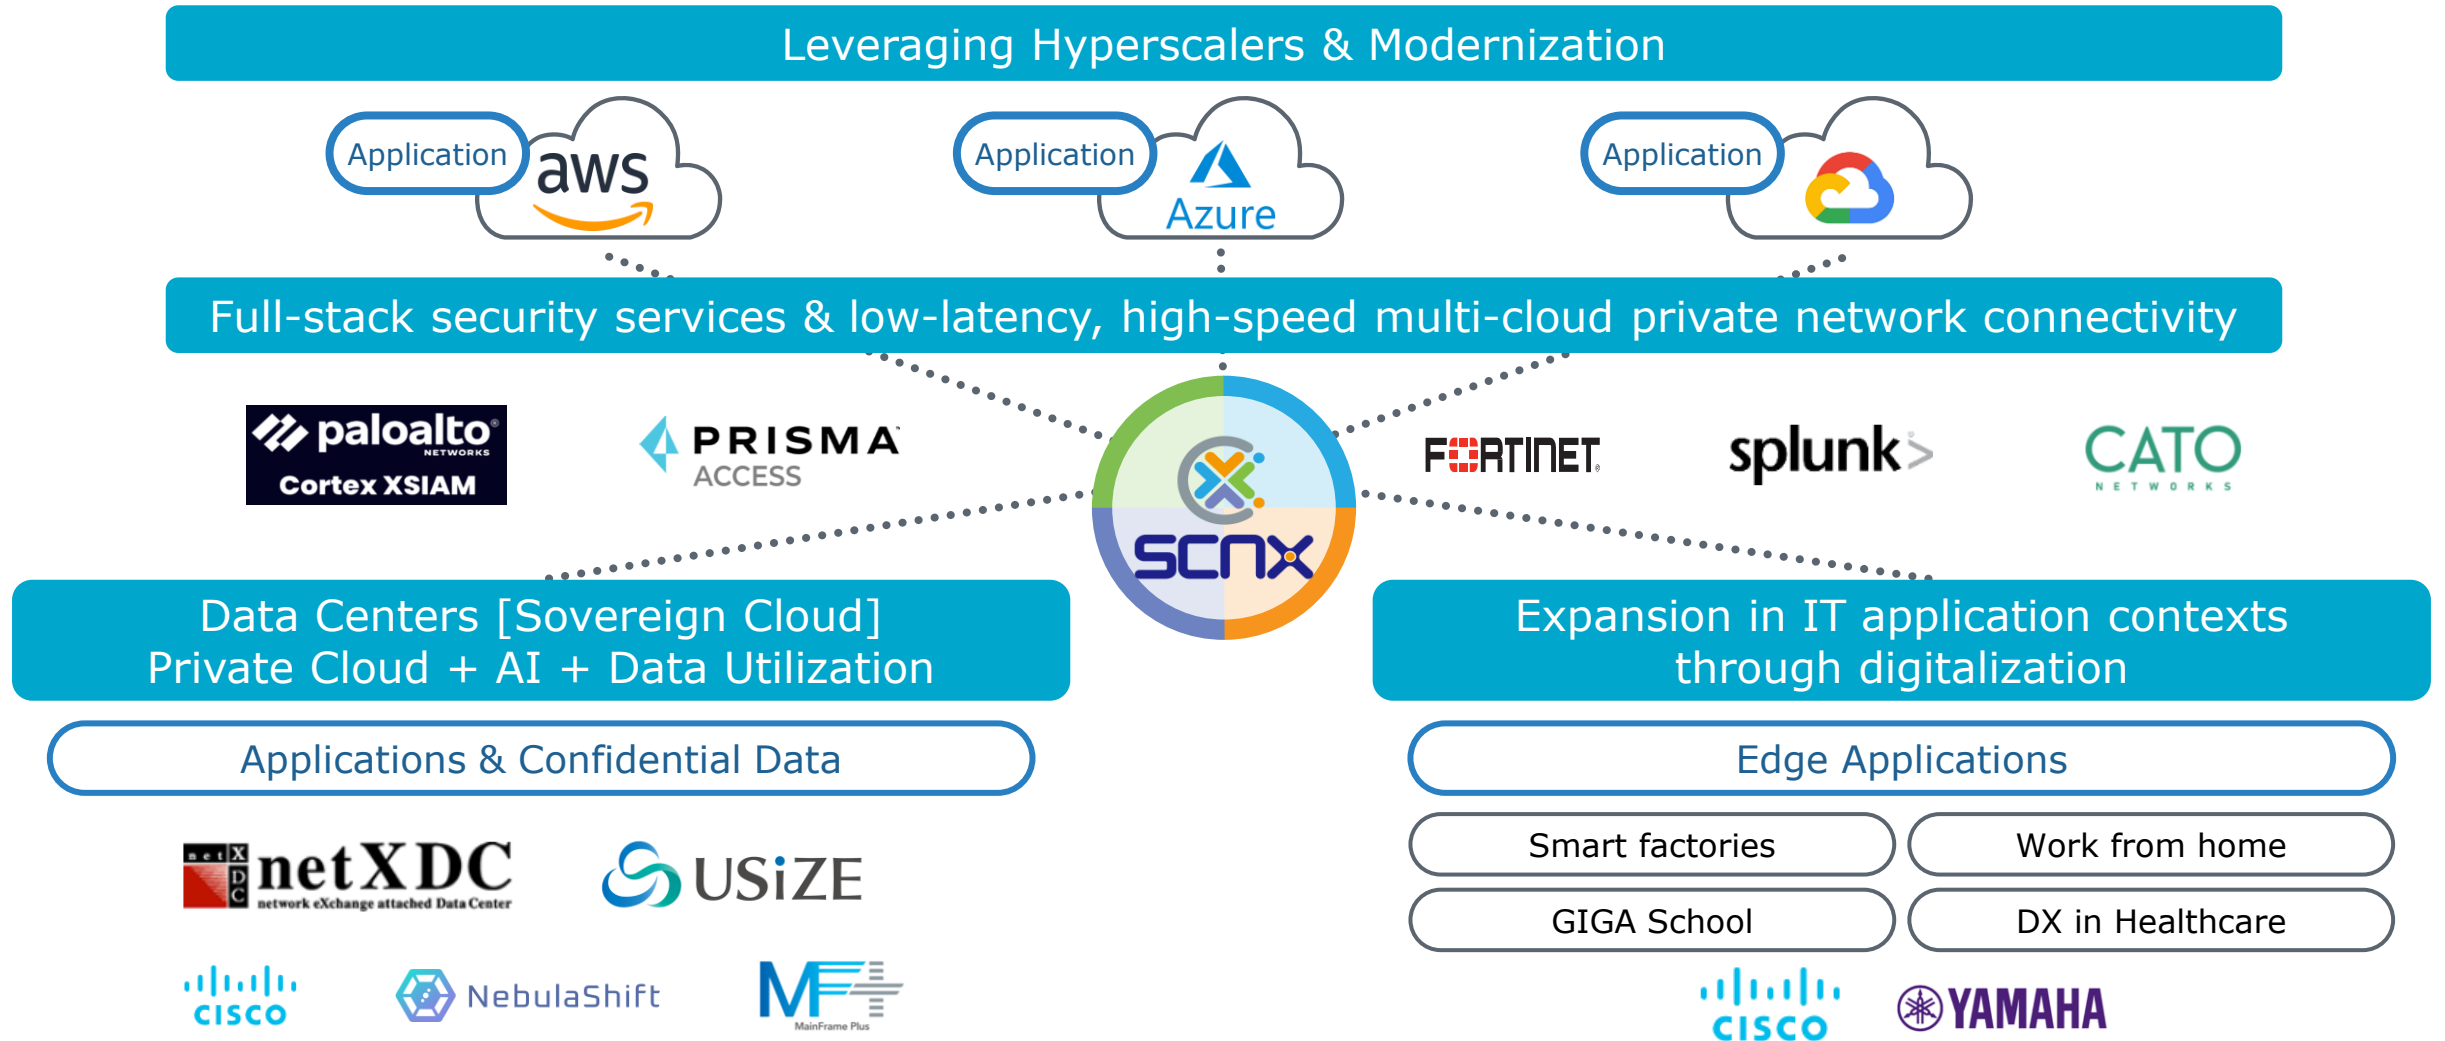 Leveraging Hyperscalers & Modernization
Application
aws
Application
Azure
Application
Full-stack security services & low-latency, high-speed multi-cloud private network connectivity
paloalto®
NETWORKS
Cortex XSIAM
PRISMA™
ACCESS
SCNX
FORTINET®
splunk>
CATO
NETWORKS
Data Centers [Sovereign Cloud]
Private Cloud + AI + Data Utilization
Expansion in IT application contexts
through digitalization
Applications & Confidential Data
Edge Applications
netXDC
netXDC
network eXchange attached Data Center
USiZE
Smart factories
Work from home
GIGA School
DX in Healthcare
CISCO
NebulaShift
MF+
MainFrame Plus
CISCO
YAMAHA